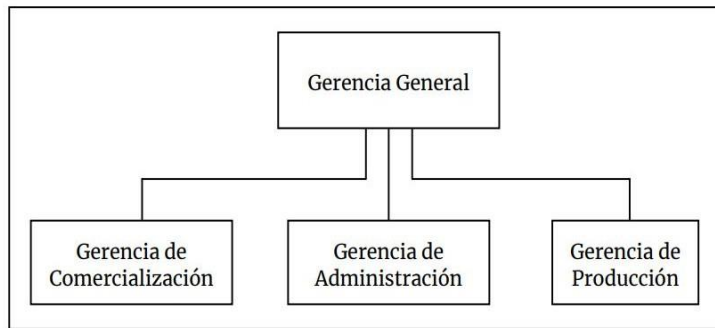 Gerencia General
Gerencia de
Comercialización
Gerencia de
Administración
Gerencia de
Producción